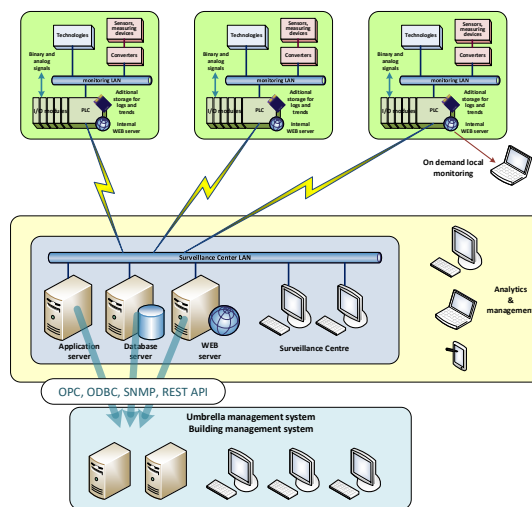 Technologies
Sensors,
measuring
devices
Converters
Binary and
analog
signals
monitoring LAN
I/O modules
PLC
Aditional
storage for
logs and
trends
Internal
WEB server
Technologies
Sensors,
measuring
devices
Converters
Binary and
analog
signals
monitoring LAN
I/O modules
PLC
Aditional
storage for
logs and
trends
Internal
WEB server
Technologies
Sensors,
measuring
devices
Converters
Binary and
analog
signals
monitoring LAN
I/O modules
PLC
Aditional
storage for
logs and
trends
Internal
WEB server
On demand local
monitoring
Surveillance Center LAN
Application
server
Database
server
WEB
server
Surveillance Centre
Analytics
&
management
OPC, ODBC, SNMP, REST API
Umbrella management system
Building management system